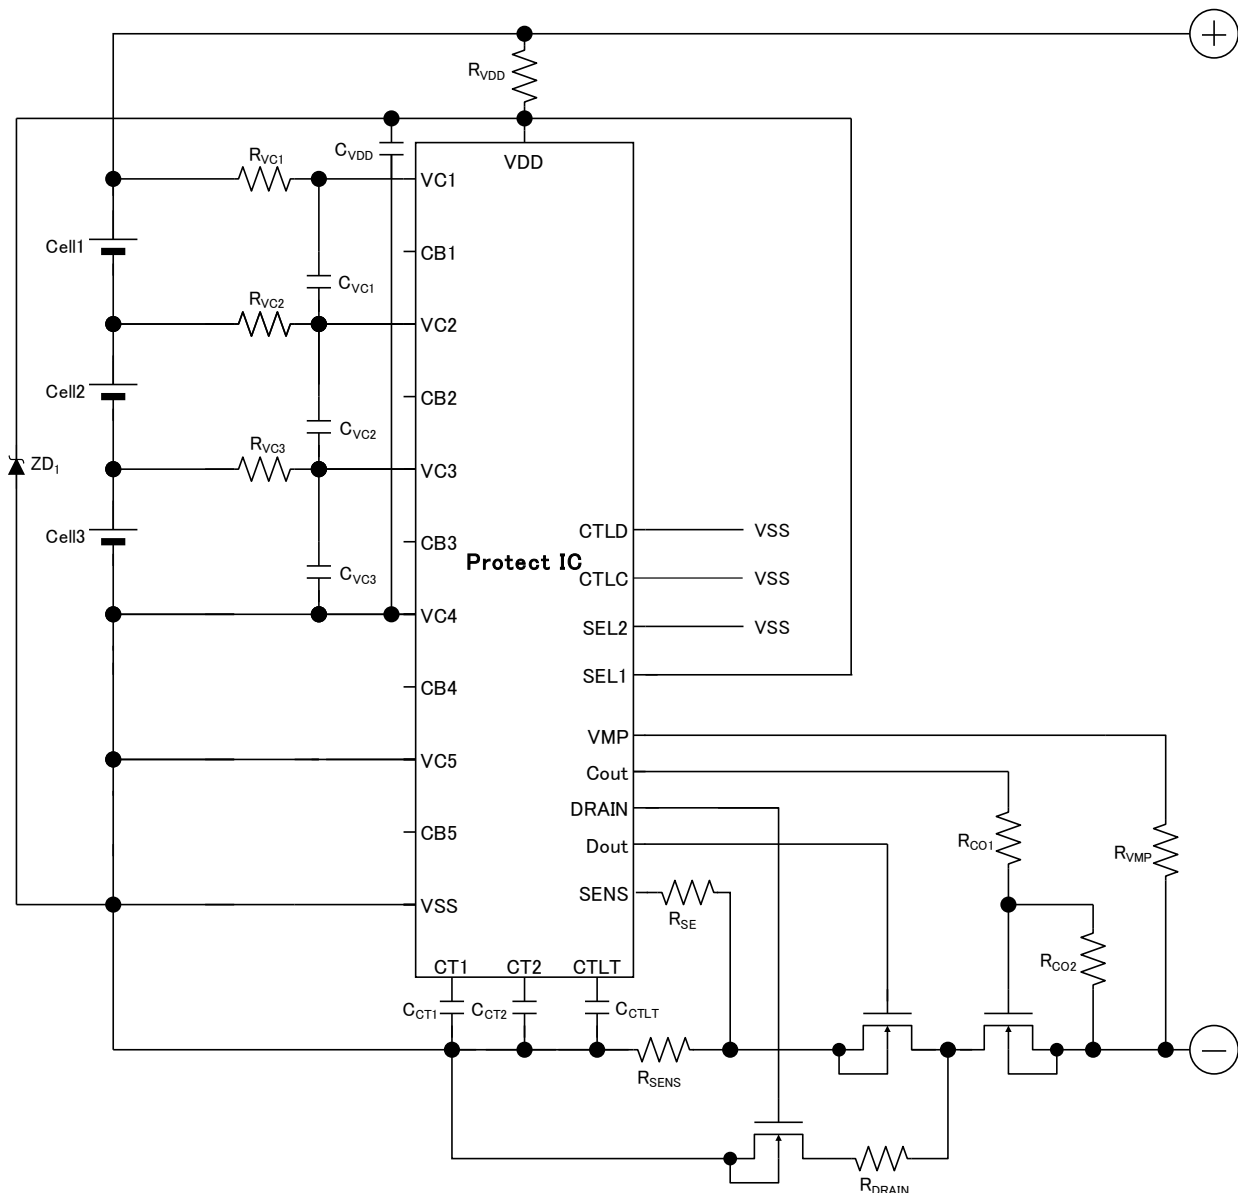 +
R_VDD
C_VDD
VDD
R_VC1
VC1
Cell1
CB1
C_VC1
R_VC2
VC2
Cell2
CB2
C_VC2
R_VC3
ZD_1
VC3
Cell3
CB3
CTLD
VSS
Protect IC
C_VC3
CTLC
VSS
VC4
SEL2
VSS
CB4
SEL1
VC5
VMP
Cout
DRAIN
CB5
Dout
R_CO1
R_VMP
VSS
SENS
R_SE
R_CO2
CT1
CT2
CTLT
C_CT1
C_CT2
C_CTLT
R_SENS
−
R_DRAIN